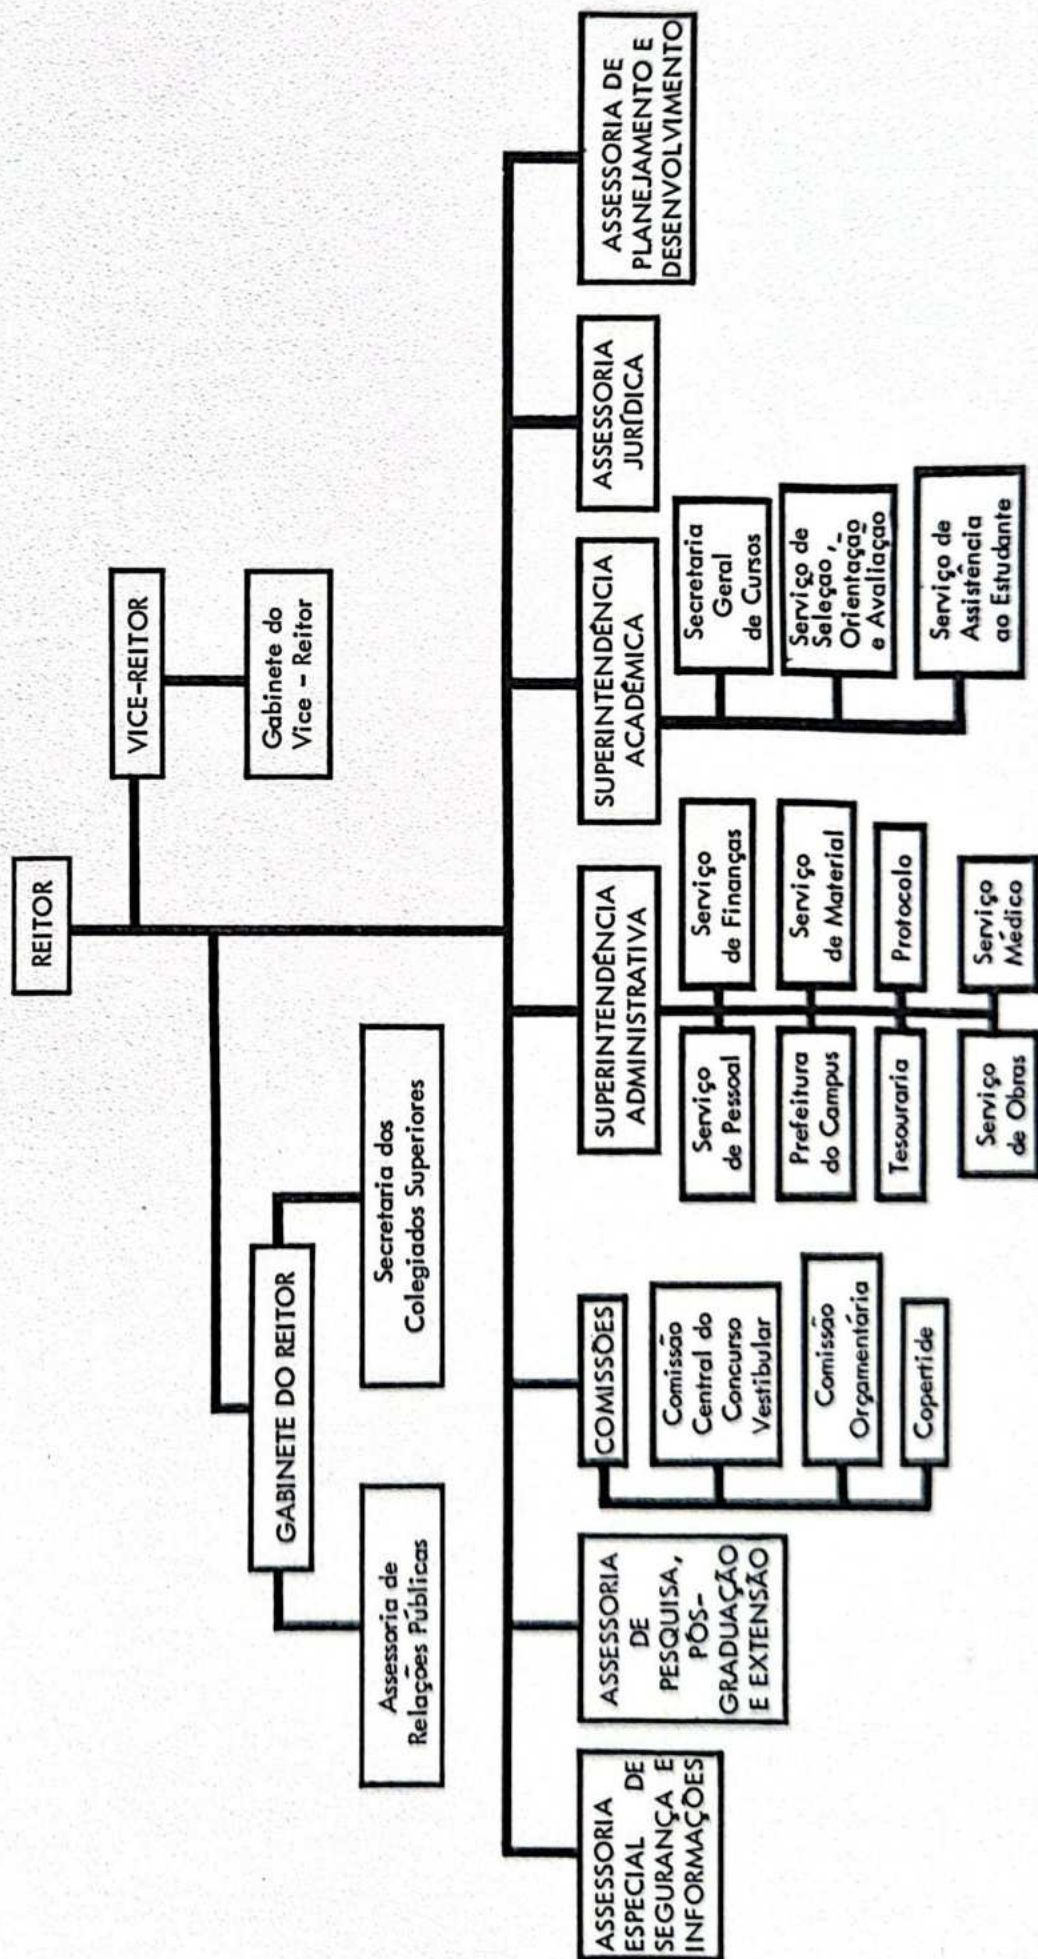 REITOR
VICE-REITOR
Gabinete do
Vice - Reitor
GABINETE DO REITOR
Assessoria de
Relações Públicas
Secretaria dos
Colegiados Superiores
ASSESSORIA
ESPECIAL DE
SEGURANÇA E
INFORMAÇÕES
ASSESSORIA
DE
PESQUISA,
PÓS-
GRADUAÇÃO
E EXTENSÃO
COMISSÕES
Comissão
Central do
Concurso
Vestibular
Comissão
Orçamentária
Copertide
SUPERINTENDÊNCIA
ADMINISTRATIVA
Serviço
de Pessoal
Serviço
de Finanças
Prefeitura
do Campus
Serviço
de Material
Tesouraria
Protocolo
Serviço
de Obras
Serviço
Médico
SUPERINTENDÊNCIA
ACADÊMICA
Secretaria
Geral
de Cursos
Serviço de
Seleção,
Orientação
e Avaliação
Serviço de
Assistência
ao Estudante
ASSESSORIA
JURÍDICA
ASSESSORIA DE
PLANEJAMENTO E
DESENVOLVIMENTO